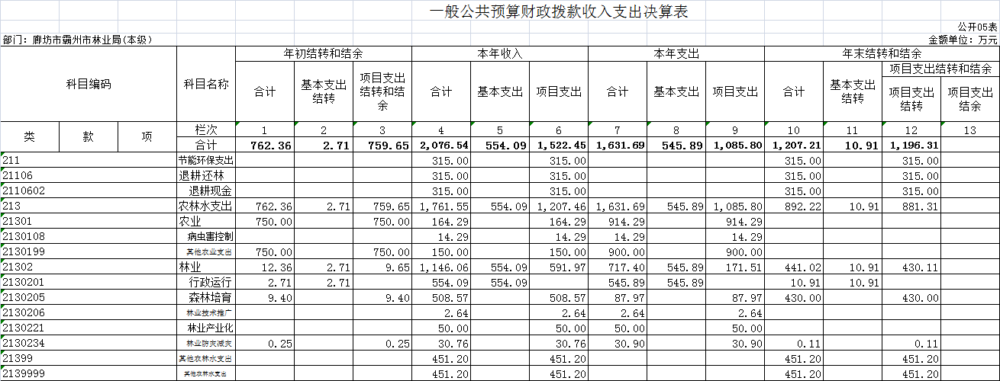 一般公共预算财政拨款收入支出决算表
公开05表
部门：廊坊市霸州市林业局(本级) 金额单位：万元
科目编码 科目名称 年初结转和结余 本年收入 本年支出 年末结转和结余
合计 基本支出结转 项目支出结转和结余 合计 基本支出 项目支出 合计 基本支出 项目支出 合计 基本支出结转 项目支出结转和结余
项目支出结转 项目支出结余
类 款 项 栏次 1 2 3 4 5 6 7 8 9 10 11 12 13
合计 762.36 2.71 759.65 2,076.54 554.09 1,522.45 1,631.69 545.89 1,085.80 1,207.21 10.91 1,196.31
211 节能环保支出 315.00 315.00 315.00 315.00
21106 退耕还林 315.00 315.00 315.00 315.00
2110602 退耕现金 315.00 315.00 315.00 315.00
213 农林水支出 762.36 2.71 759.65 1,761.55 554.09 1,207.46 1,631.69 545.89 1,085.80 892.22 10.91 881.31
21301 农业 750.00 750.00 164.29 164.29 914.29 914.29
2130108 病虫害控制 14.29 14.29 14.29 14.29
2130199 其他农业支出 750.00 750.00 150.00 150.00 900.00 900.00
21302 林业 12.36 2.71 9.65 1,146.06 554.09 591.97 717.40 545.89 171.51 441.02 10.91 430.11
2130201 行政运行 2.71 2.71 554.09 554.09 545.89 545.89 10.91 10.91
2130205 森林培育 9.40 9.40 508.57 508.57 87.97 87.97 430.00 430.00
2130206 林业技术推广 2.64 2.64 2.64 2.64
2130221 林业产业化 50.00 50.00 50.00 50.00
2130234 林业防灾减灾 0.25 0.25 30.76 30.76 30.90 30.90 0.11 0.11
21399 其他农林水支出 451.20 451.20 451.20 451.20
2139999 其他农林水支出 451.20 451.20 451.20 451.20